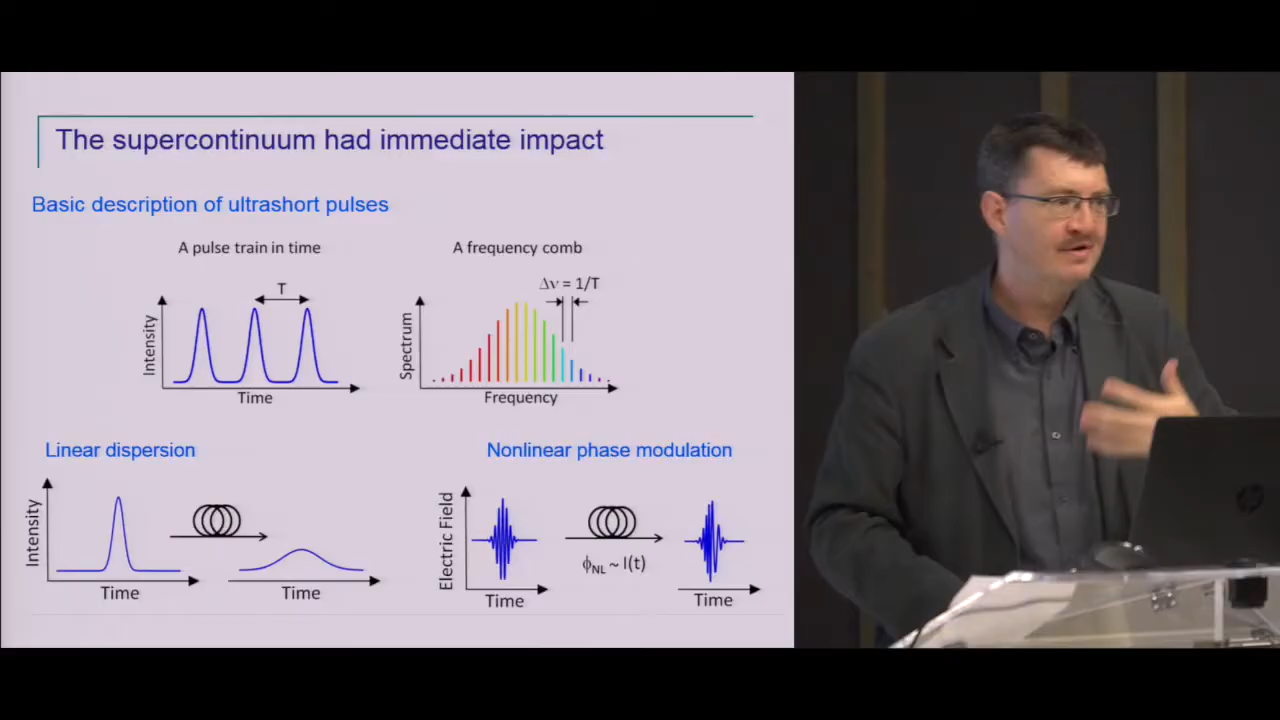 The supercontinuum had immediate impact
Basic description of ultrashort pulses
A pulse train in time
A frequency comb
T
Intensity
Time
Δν = 1/T
Spectrum
Frequency
Linear dispersion
Nonlinear phase modulation
Intensity
Time
Time
Electric Field
ϕNL ~ I(t)
Time
Time
hp